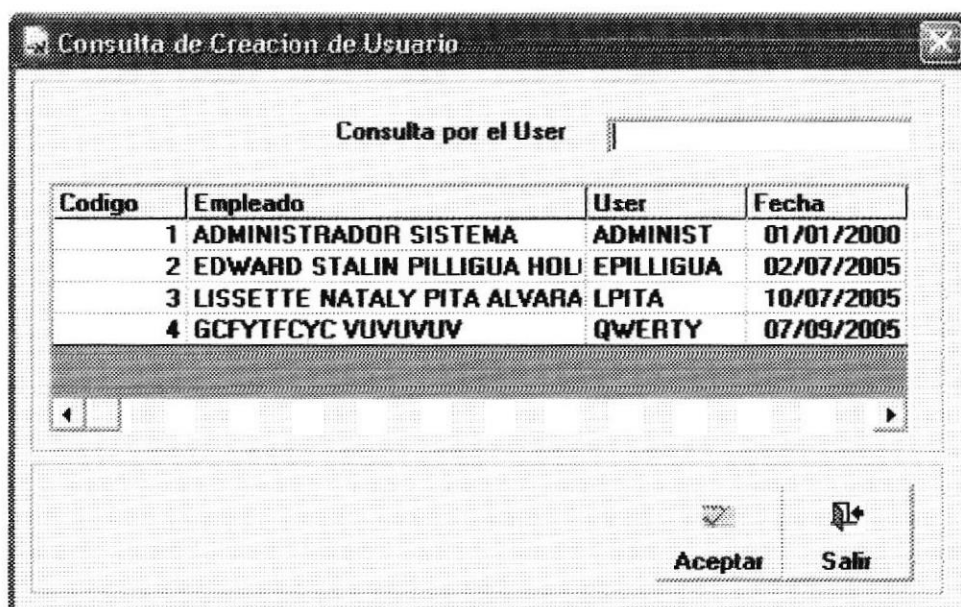 Consulta de Creacion de Usuario
Consulta por el User
Codigo Empleado User Fecha
1 ADMINISTRADOR SISTEMA ADMINIST 01/01/2000
2 EDWARD STALIN PILLIGUA HOLI EPILLIGUA 02/07/2005
3 LISSETTE NATALY PITA ALVARA LPITA 10/07/2005
4 GCFYTFCYC VUVUVUV QWERTY 07/09/2005
Aceptar Salir